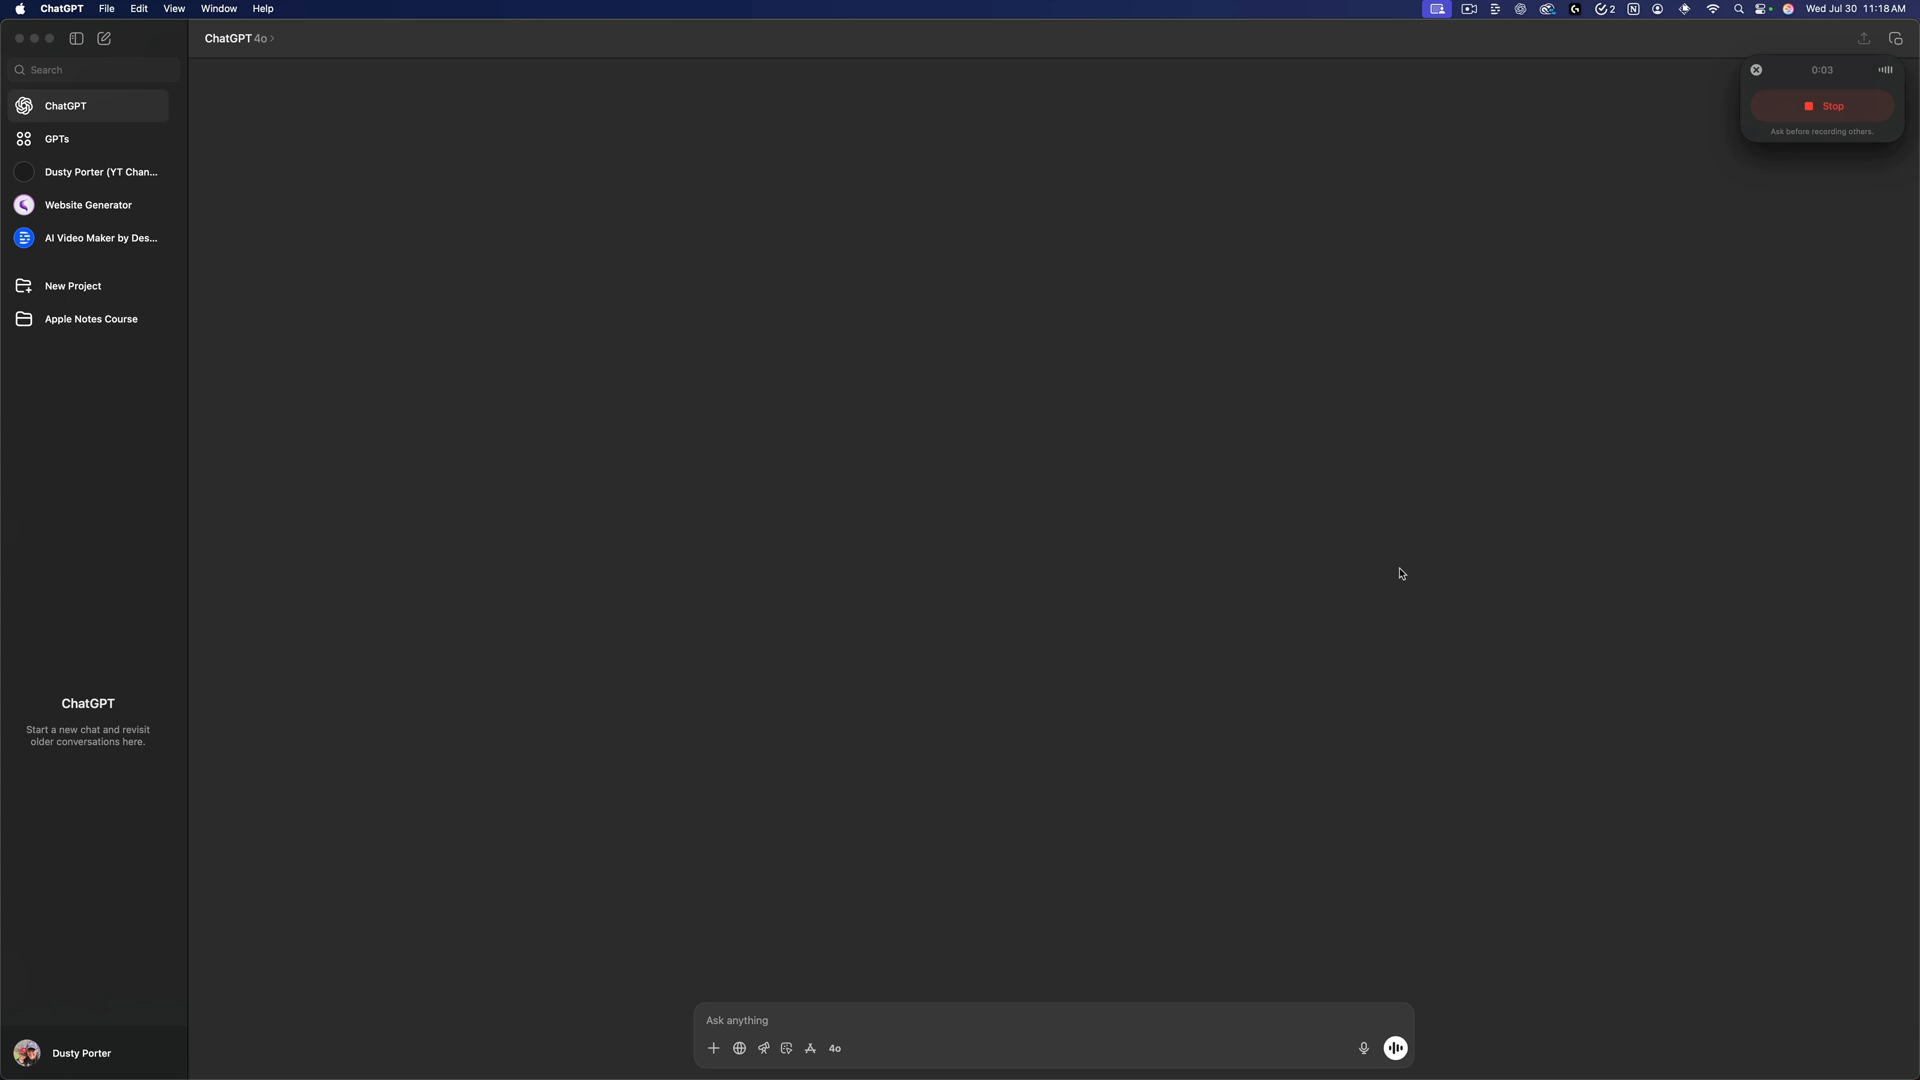 ChatGPT File Edit View Window Help
2
Wed Jul 30 11:18 AM
ChatGPT 4o >
Search
0:03
ChatGPT
Stop
Ask before recording others.
GPTs
Dusty Porter (YT Chan...
Website Generator
AI Video Maker by Des...
New Project
Apple Notes Course
ChatGPT
Start a new chat and revisit
older conversations here.
Ask anything
4o
Dusty Porter